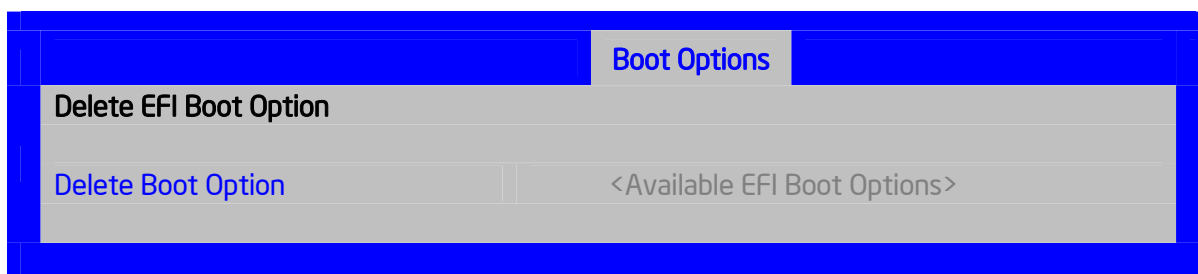 Boot Options
Delete EFI Boot Option
Delete Boot Option <Available EFI Boot Options>